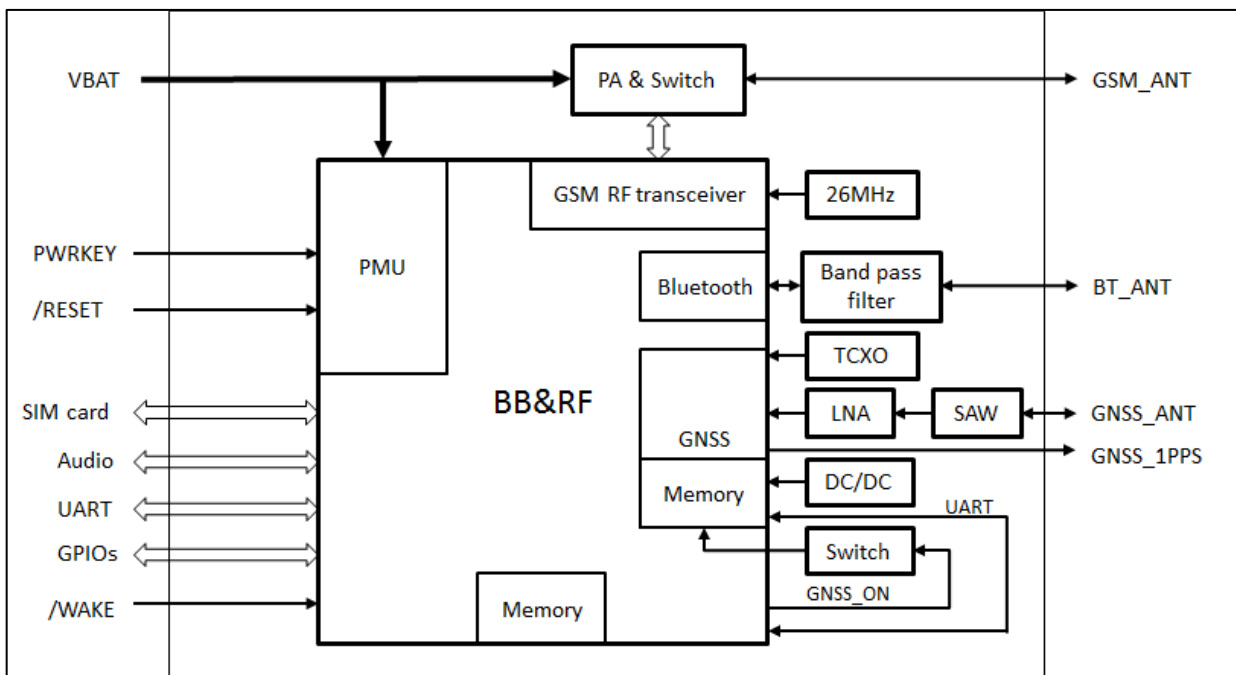 VBAT
PA & Switch
GSM_ANT
GSM RF transceiver
26MHz
PWRKEY
PMU
/RESET
Bluetooth
Band pass
filter
BT_ANT
TCXO
BB&RF
SIM card
LNA
SAW
GNSS_ANT
GNSS
GNSS_1PPS
Audio
Memory
DC/DC
UART
UART
GPIOs
Switch
GNSS_ON
/WAKE
Memory